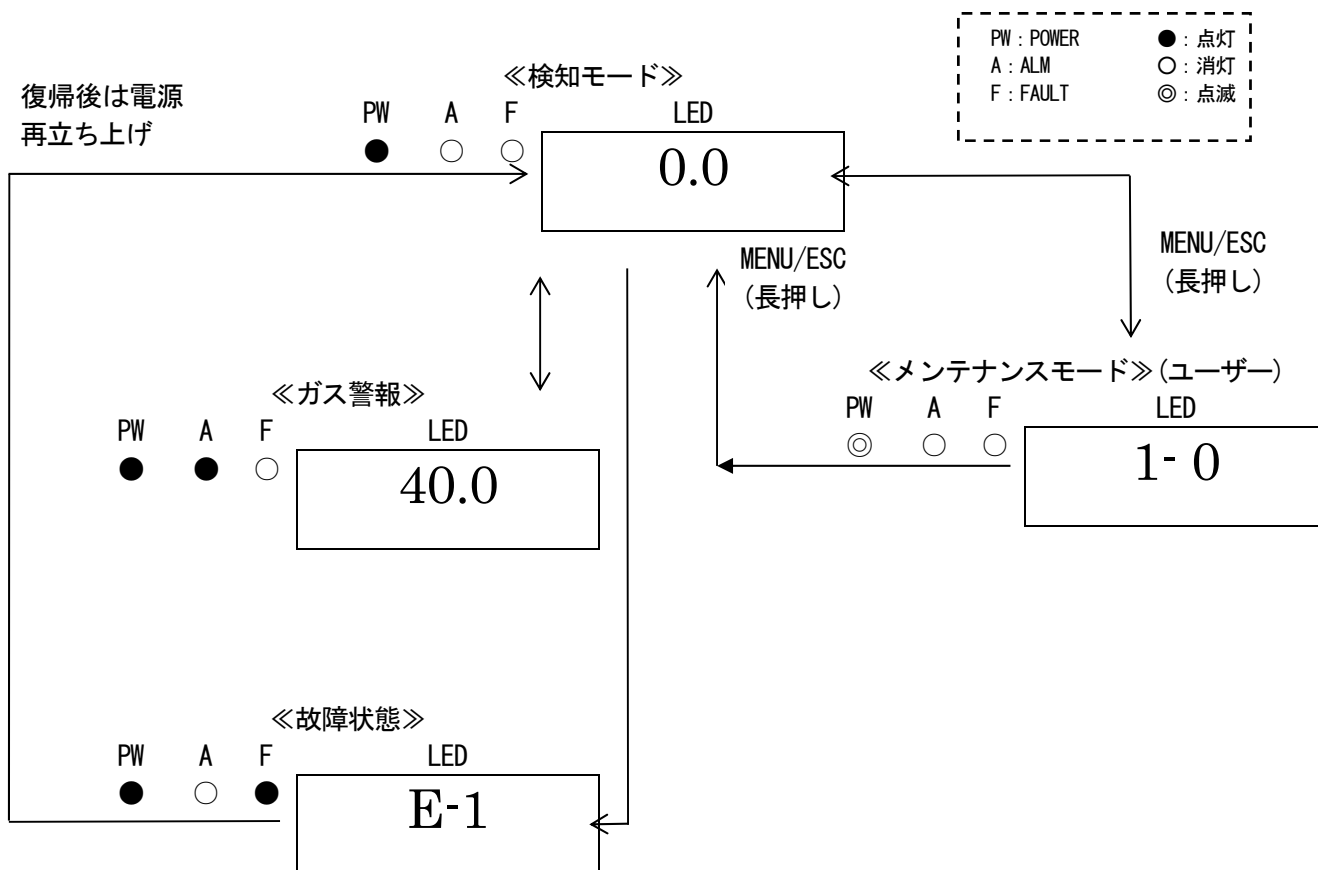 PW：POWER ●：点灯
A：ALM ○：消灯
F：FAULT ◎：点滅
≪検知モード≫
復帰後は電源
再立ち上げ
PW A F LED
● ○ ○
0.0
MENU/ESC
(長押し)
MENU/ESC
(長押し)
≪メンテナンスモード≫(ユーザー)
PW A F LED
◎ ○ ○
1- 0
≪ガス警報≫
PW A F LED
● ● ○
40.0
≪故障状態≫
PW A F LED
● ○ ●
E-1